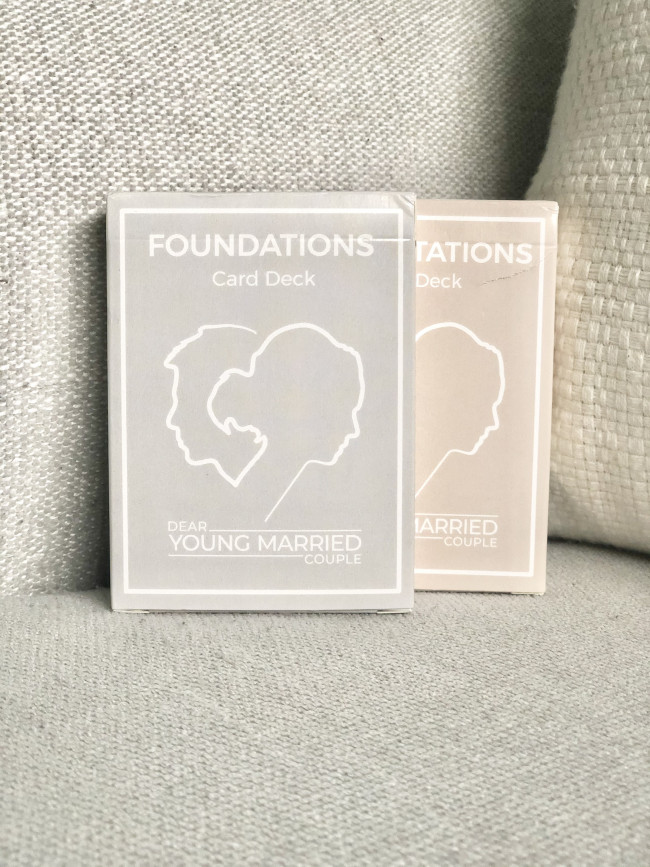 FOUNDATIONS
Card Deck
DEAR
YOUNG MARRIED
COUPLE
TATIONS
Deck
MARRIED
COUPLE